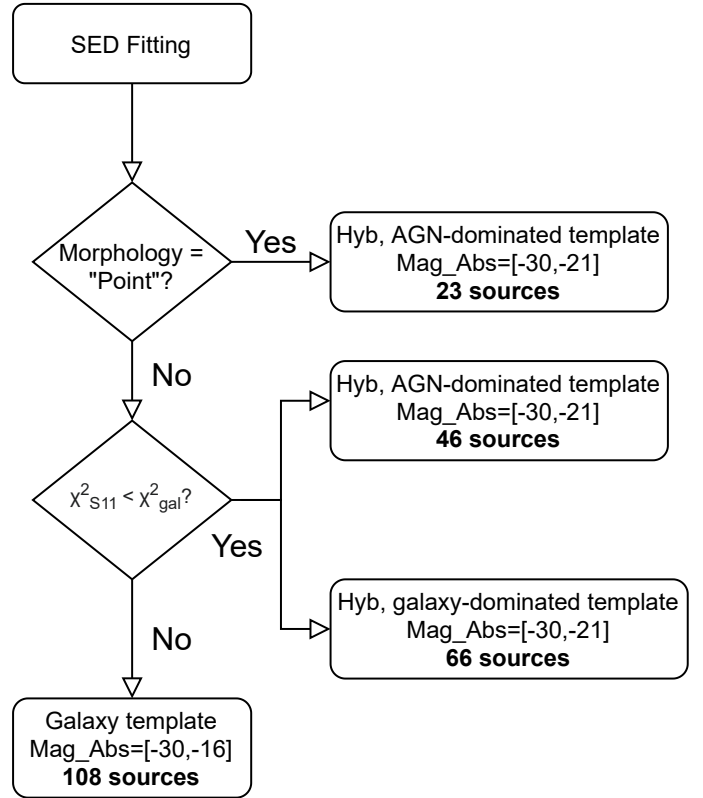 SED Fitting
Morphology =
"Point"?
Yes
Hyb, AGN-dominated template
Mag_Abs=[-30,-21]
23 sources
No
χ²_S11 < χ²_gal?
Yes
Hyb, AGN-dominated template
Mag_Abs=[-30,-21]
46 sources
Hyb, galaxy-dominated template
Mag_Abs=[-30,-21]
66 sources
No
Galaxy template
Mag_Abs=[-30,-16]
108 sources